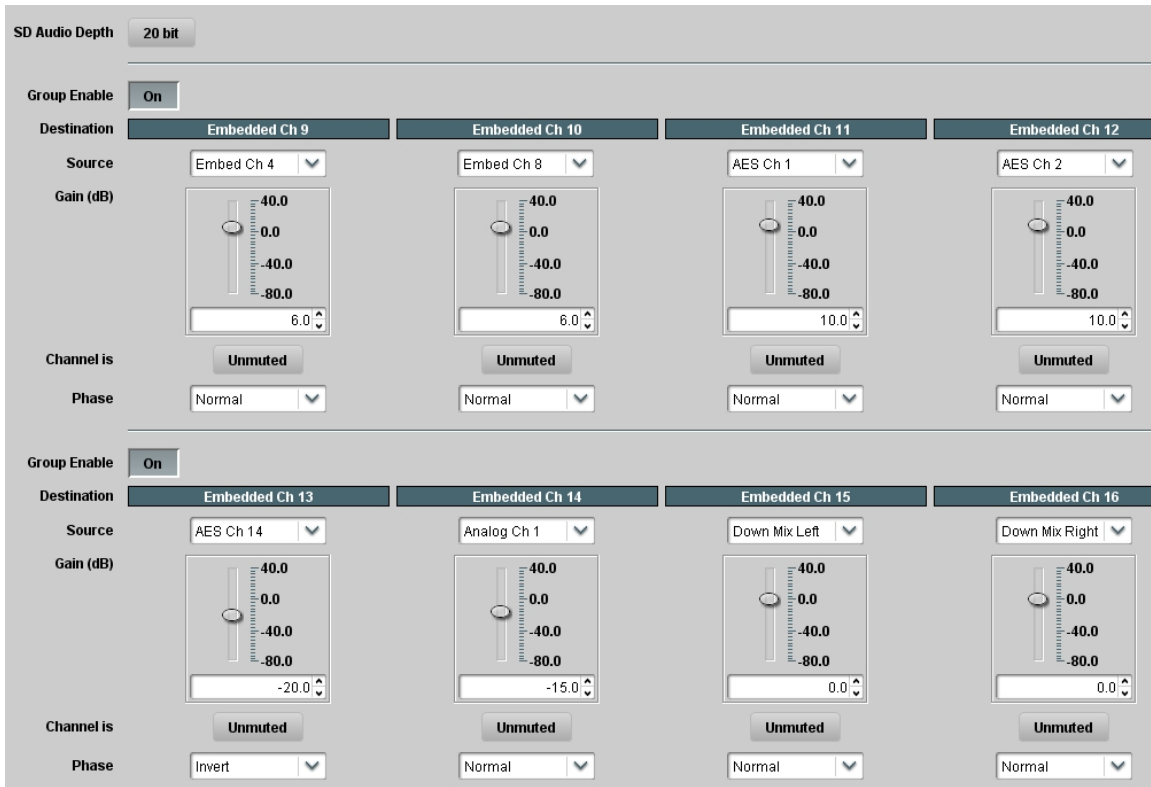 SD Audio Depth 20 bit
Group Enable On
Destination Embedded Ch 9 Embedded Ch 10 Embedded Ch 11 Embedded Ch 12
Source Embed Ch 4 Embed Ch 8 AES Ch 1 AES Ch 2
Gain (dB)
40.0 40.0 40.0 40.0
0.0 0.0 0.0 0.0
-40.0 -40.0 -40.0 -40.0
-80.0 -80.0 -80.0 -80.0
6.0 6.0 10.0 10.0
Channel is Unmuted Unmuted Unmuted Unmuted
Phase Normal Normal Normal Normal
Group Enable On
Destination Embedded Ch 13 Embedded Ch 14 Embedded Ch 15 Embedded Ch 16
Source AES Ch 14 Analog Ch 1 Down Mix Left Down Mix Right
Gain (dB)
40.0 40.0 40.0 40.0
0.0 0.0 0.0 0.0
-40.0 -40.0 -40.0 -40.0
-80.0 -80.0 -80.0 -80.0
-20.0 -15.0 0.0 0.0
Channel is Unmuted Unmuted Unmuted Unmuted
Phase Invert Normal Normal Normal